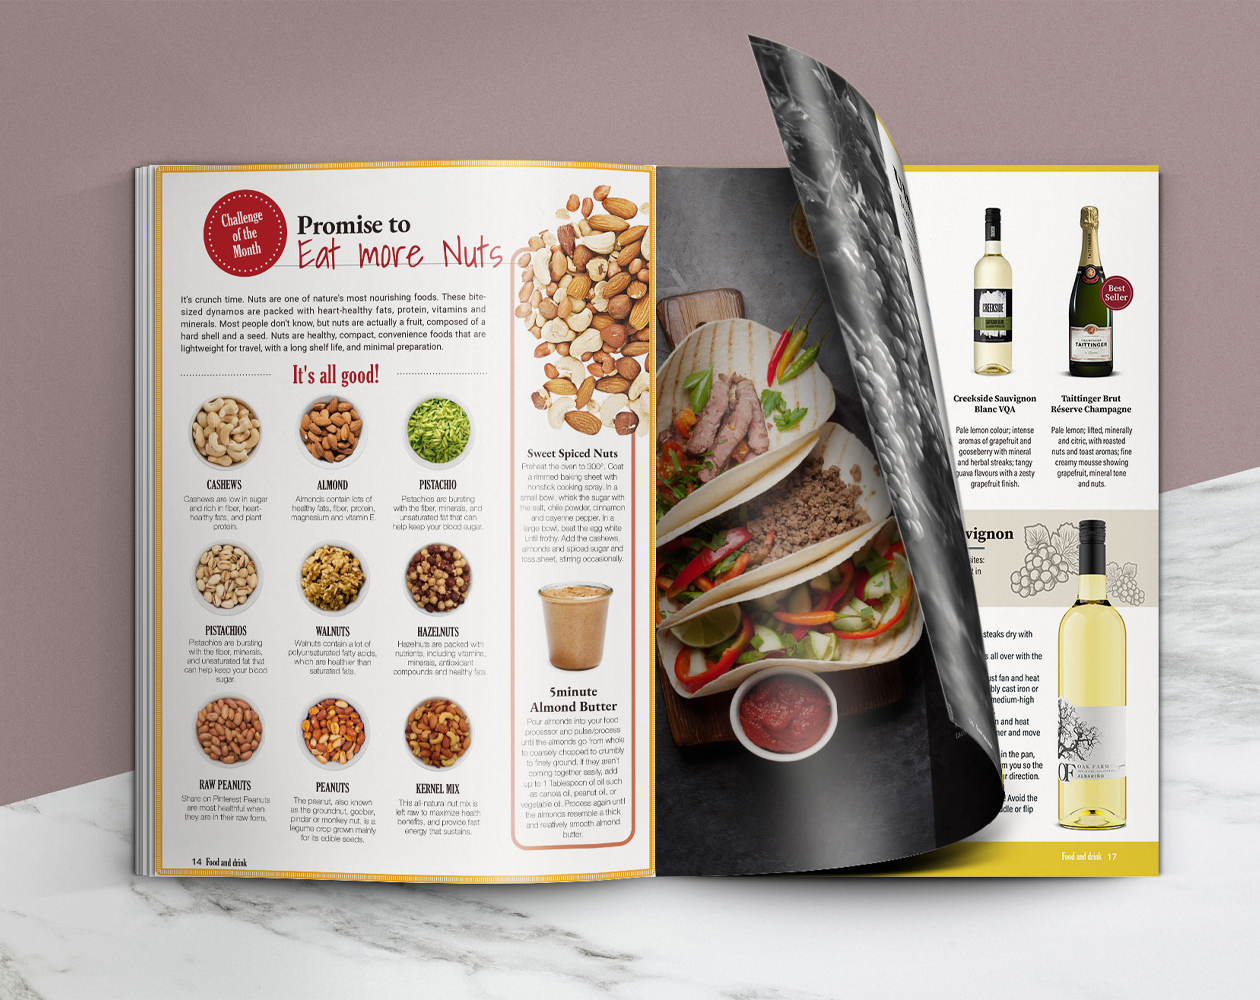 Challenge
of the
Month
Promise to
Eat more Nuts
It's crunch time. Nuts are one of nature's most nourishing foods. These bite-
sized dynamos are packed with heart-healthy fats, protein, vitamins and
minerals. Most people don't know, but nuts are actually a fruit, composed of a
hard shell and a seed. Nuts are healthy, compact, convenience foods that are
lightweight for travel, with a long shelf life, and minimal preparation.
It's all good!
CASHEWS
Cashews are low in sugar
and rich in fiber, heart-
healthy fats, and plant
protein.
ALMOND
Almonds contain lots of
healthy fats, fiber, protein,
magnesium and vitamin E.
PISTACHIO
Pistachios are bursting
with the fiber, minerals, and
unsaturated fat that can
help keep your blood sugar.
PISTACHIOS
Pistachios are bursting
with the fiber, minerals,
and unsaturated fat that
can help keep your blood
sugar.
WALNUTS
Walnuts contain a lot of
polyunsaturated fatty acids,
which are healthier than
saturated fats.
HAZELNUTS
Hazelnuts are packed with
nutrients, including vitamins,
minerals, antioxidant
compounds and healthy fats
RAW PEANUTS
Share on Pinterest Peanuts
are most healthful when
they are in their raw form.
PEANUTS
The peanut, also known
as the groundnut, goober,
pindar or monkey nut, is a
legume crop grown mainly
for its edible seeds.
KERNEL MIX
This all-natural nut mix is
left raw to maximize heath
benefits, and provide fast
energy that sustains.
Sweet Spiced Nuts
Preheat the oven to 300º. Coat
a rimmed baking sheet with
nonstick cooking spray. In a
small bowl, whisk the sugar with
the salt, chile powder, cinnamon
and cayenne pepper. In a
large bowl, beat the egg white
until frothy. Add the cashews,
almonds and spiced sugar and
toss.sheet, stirring occasionally.
5minute
Almond Butter
Pour almonds into your food
processor and pulse/process
until the almonds go from whole
to coarsely chopped to crumbly
to finely ground. If they aren't
coming together easily, add
up to 1 Tablespoon of oil such
as canola oil, peanut oil, or
vegetable oil. Process again until
the almonds resemble a thick
and relatively smooth almond
butter.
14 Food and drink
CREEKSIDE
TAITTINGER
Best
Seller
Creekside Sauvignon
Blanc VQA
Pale lemon colour; intense
aromas of grapefruit and
gooseberry with mineral
and herbal streaks; tangy
guava flavours with a zesty
grapefruit finish.
Taittinger Brut
Réserve Champagne
Pale lemon; lifted, minerally
and citric, with roasted
nuts and toast aromas; fine
creamy mousse showing
grapefruit, mineral tone
and nuts.
vignon
sites:
t in
steaks dry with
s all over with the
ust fan and heat
bly cast iron or
medium-high
n and heat
ner and move
in the pan,
m you so the
r direction.
Avoid the
ddle or flip
OF
OAK FARM
ALBARIÑO
Food and drink 17